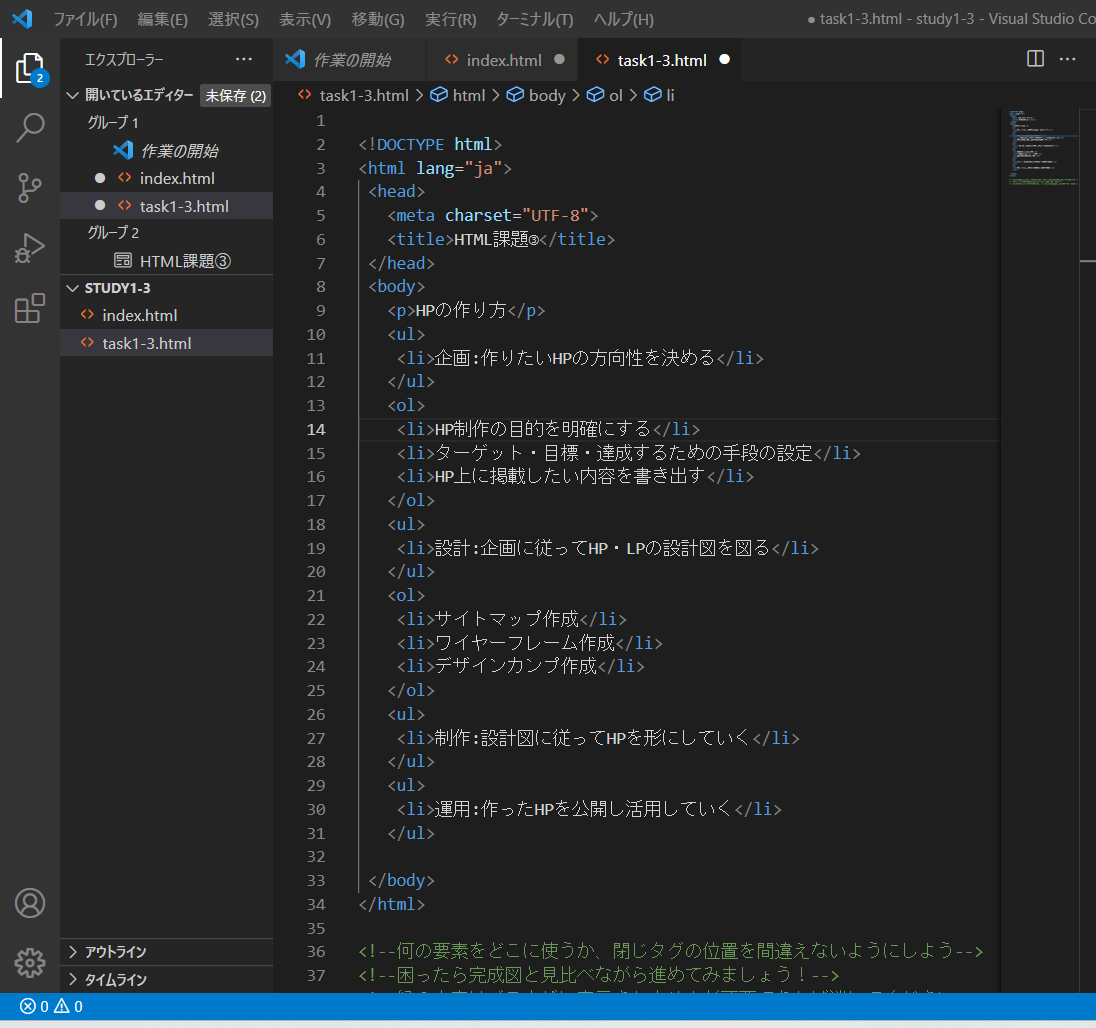 ファイル(F) 編集(E) 選択(S) 表示(V) 移動(G) 実行(R) ターミナル(T) ヘルプ(H) ● task1-3.html - study1-3 - Visual Studio Co
エクスプローラー ···
作業の開始 index.html ● task1-3.html ● ···
開いているエディター 未保存 (2)
task1-3.html > html > body > ol > li
グループ 1
作業の開始
● index.html
● task1-3.html
グループ 2
HTML課題③
STUDY1-3
index.html
task1-3.html
アウトライン
タイムライン
2
1
2 <!DOCTYPE html>
3 <html lang="ja">
4 <head>
5 <meta charset="UTF-8">
6 <title>HTML課題③</title>
7 </head>
8 <body>
9 <p>HPの作り方</p>
10 <ul>
11 <li>企画:作りたいHPの方向性を決める</li>
12 </ul>
13 <ol>
14 <li>HP制作の目的を明確にする</li>
15 <li>ターゲット・目標・達成するための手段の設定</li>
16 <li>HP上に掲載したい内容を書き出す</li>
17 </ol>
18 <ul>
19 <li>設計:企画に従ってHP・LPの設計図を図る</li>
20 </ul>
21 <ol>
22 <li>サイトマップ作成</li>
23 <li>ワイヤーフレーム作成</li>
24 <li>デザインカンプ作成</li>
25 </ol>
26 <ul>
27 <li>制作:設計図に従ってHPを形にしていく</li>
28 </ul>
29 <ul>
30 <li>運用:作ったHPを公開し活用していく</li>
31 </ul>
32
33 </body>
34 </html>
35
36 <!--何の要素をどこに使うか、閉じタグの位置を間違えないようにしよう-->
37 <!--困ったら完成図と見比べながら進めてみましょう！-->
0 0